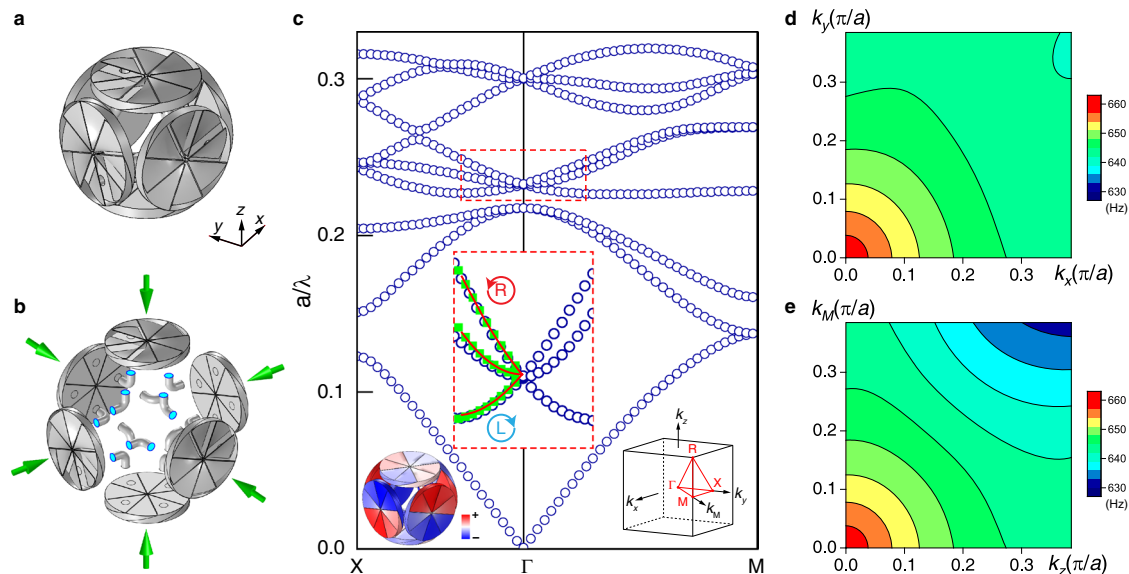 a
z
y
x
b
c
a/λ
0.3
0.2
0.1
0.0
X
Γ
M
R
L
+
−
k_z
R
Γ
X
M
k_x
k_y
k_M
d
k_y(π/a)
0.3
0.2
0.1
0.0
0.0
0.1
0.2
0.3
k_x(π/a)
660
650
640
630
(Hz)
e
k_M(π/a)
0.3
0.2
0.1
0.0
0.0
0.1
0.2
0.3
k_z(π/a)
660
650
640
630
(Hz)